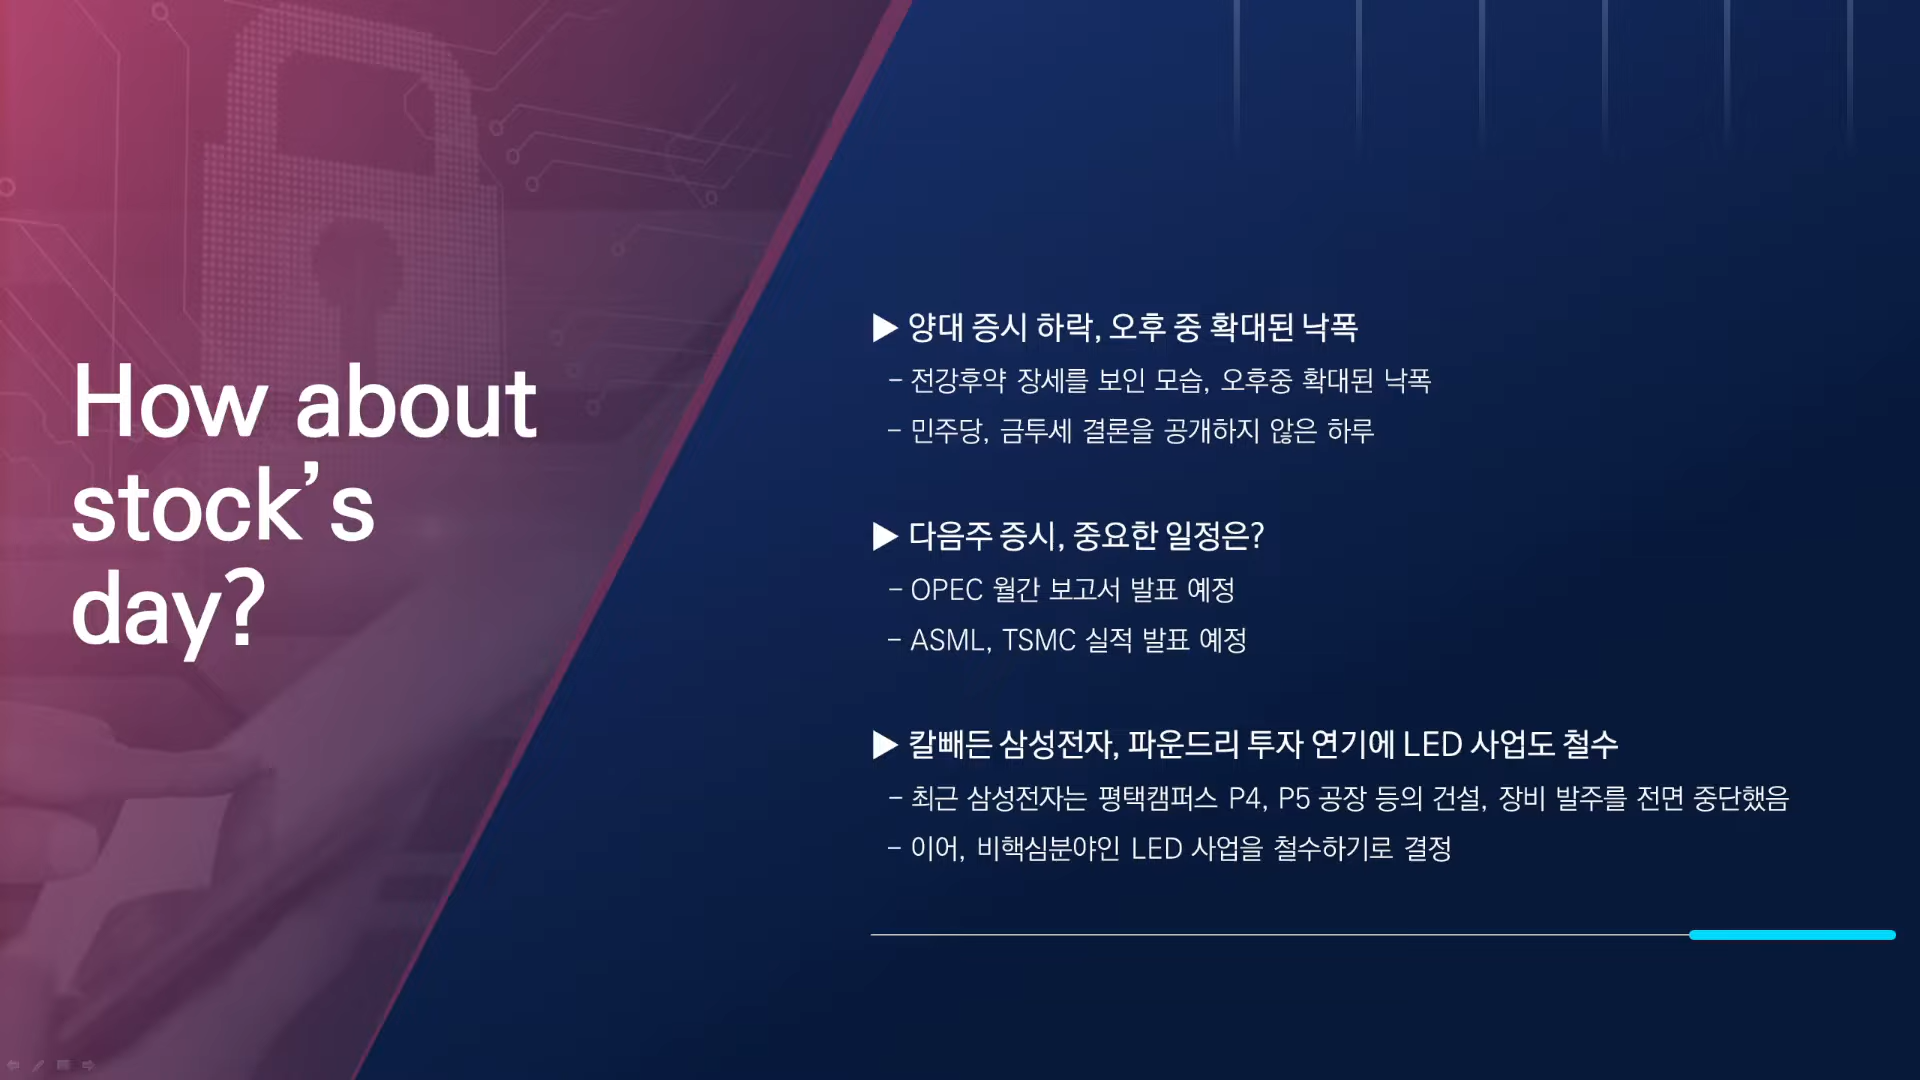 How about
stock’s
day?
▶ 양대 증시 하락, 오후 중 확대된 낙폭
– 전강후약 장세를 보인 모습, 오후중 확대된 낙폭
– 민주당, 금투세 결론을 공개하지 않은 하루
▶ 다음주 증시, 중요한 일정은?
– OPEC 월간 보고서 발표 예정
– ASML, TSMC 실적 발표 예정
▶ 칼빼든 삼성전자, 파운드리 투자 연기에 LED 사업도 철수
– 최근 삼성전자는 평택캠퍼스 P4, P5 공장 등의 건설, 장비 발주를 전면 중단했음
– 이어, 비핵심분야인 LED 사업을 철수하기로 결정